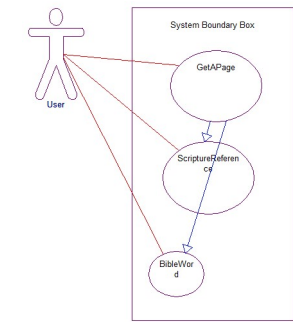 System Boundary Box
GetAPage
User
ScriptureReferen
ce
BibleWor
d